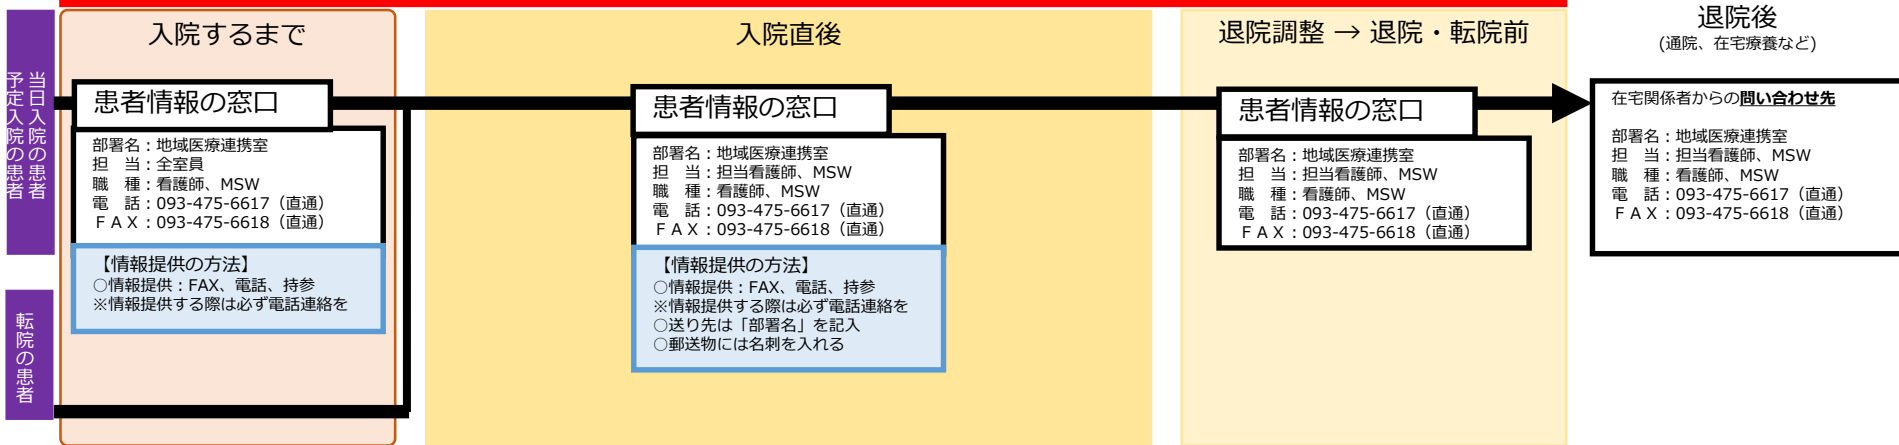 当日入院の患者
予定入院の患者
転院の患者
入院するまで
患者情報の窓口
部署名：地域医療連携室
担　当：全室員
職　種：看護師、MSW
電　話：093-475-6617（直通）
ＦＡＸ：093-475-6618（直通）
【情報提供の方法】
○情報提供：FAX、電話、持参
※情報提供する際は必ず電話連絡を
入院直後
患者情報の窓口
部署名：地域医療連携室
担　当：担当看護師、MSW
職　種：看護師、MSW
電　話：093-475-6617（直通）
ＦＡＸ：093-475-6618（直通）
【情報提供の方法】
○情報提供：FAX、電話、持参
※情報提供する際は必ず電話連絡を
○送り先は「部署名」を記入
○郵送物には名刺を入れる
退院調整 → 退院・転院前
患者情報の窓口
部署名：地域医療連携室
担　当：担当看護師、MSW
職　種：看護師、MSW
電　話：093-475-6617（直通）
ＦＡＸ：093-475-6618（直通）
退院後
(通院、在宅療養など)
在宅関係者からの問い合わせ先
部署名：地域医療連携室
担　当：担当看護師、MSW
職　種：看護師、MSW
電　話：093-475-6617（直通）
ＦＡＸ：093-475-6618（直通）